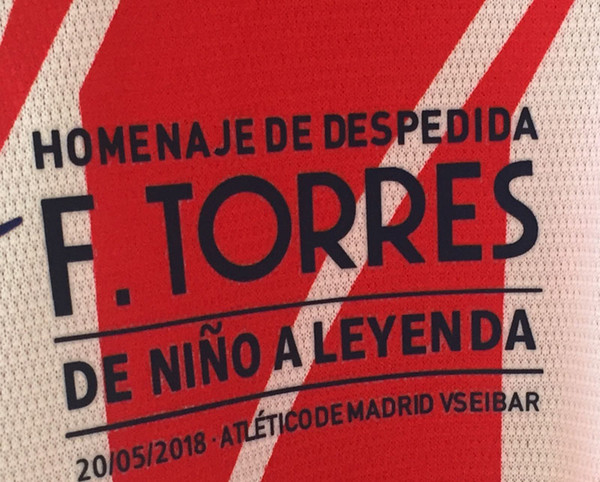 HOMENAJE DE DESPEDIDA
F. TORRES
DE NIÑO A LEYENDA
20/05/2018 · ATLÉTICO DE MADRID VS EIBAR